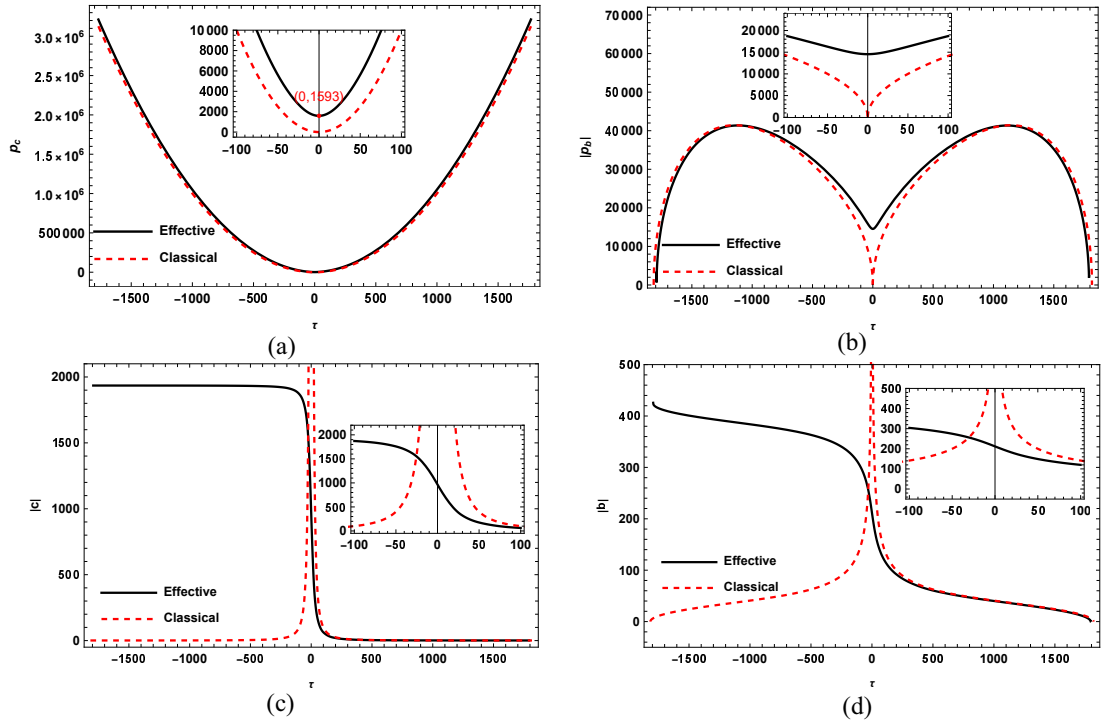 3.0×10⁶
2.5×10⁶
2.0×10⁶
1.5×10⁶
1.0×10⁶
500 000
0
p_c
10 000
8000
6000
4000
2000
0
(0,1593)
−100 −50 0 50 100
Effective
Classical
−1500 −1000 −500 0 500 1000 1500
τ
(a)
70 000
60 000
50 000
40 000
30 000
20 000
10 000
0
|p_b|
20 000
15 000
10 000
5000
0
−100 −50 0 50 100
Effective
Classical
−1500 −1000 −500 0 500 1000 1500
τ
(b)
2000
1500
1000
500
0
|c|
2000
1500
1000
500
0
−100 −50 0 50 100
Effective
Classical
−1500 −1000 −500 0 500 1000 1500
τ
(c)
500
400
300
200
100
0
|b|
500
400
300
200
100
0
−100 −50 0 50 100
Effective
Classical
−1500 −1000 −500 0 500 1000 1500
τ
(d)